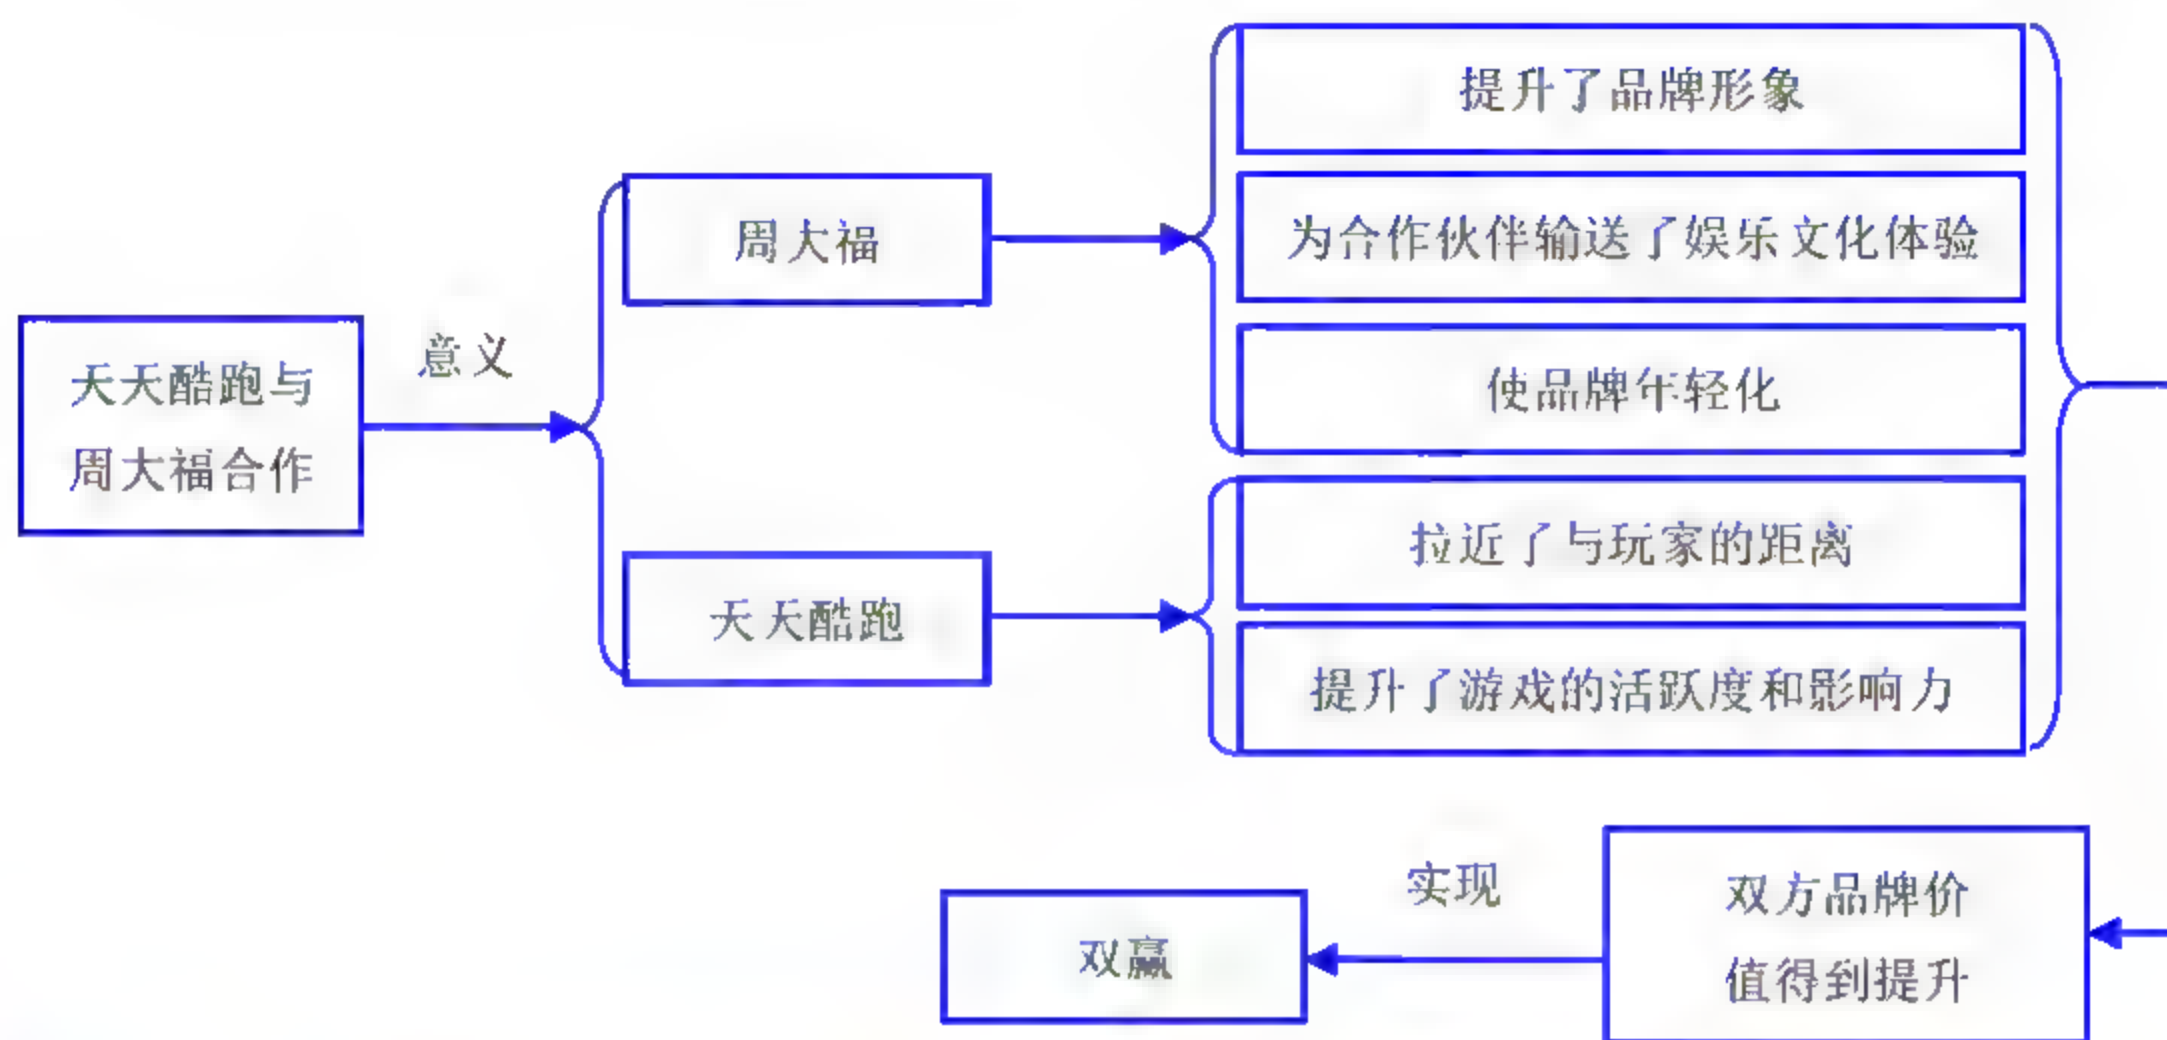 天天酷跑与
周大福合作
意义
周大福
提升了品牌形象
为合作伙伴输送了娱乐文化体验
使品牌年轻化
天天酷跑
拉近了与玩家的距离
提升了游戏的活跃度和影响力
双方品牌价
值得到提升
实现
双赢